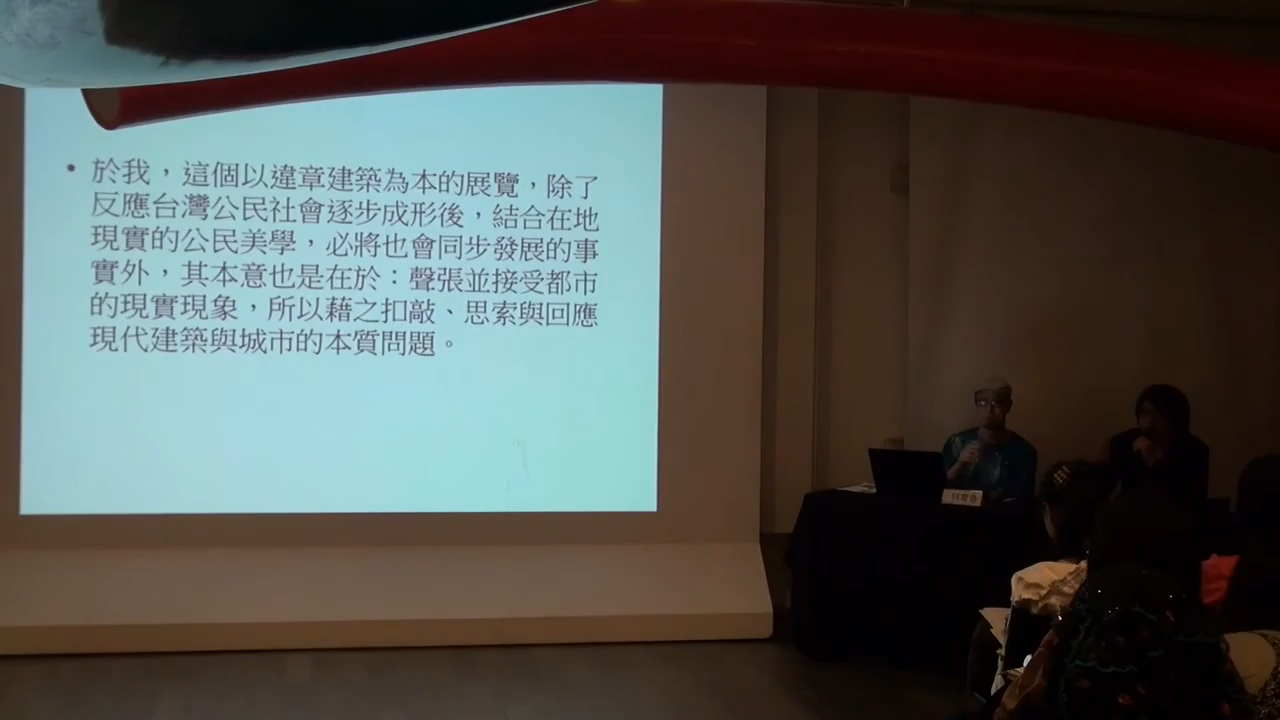 • 於我，這個以違章建築為本的展覽，除了
反應台灣公民社會逐步成形後，結合在地
現實的公民美學，必將也會同步發展的事
實外，其本意也是在於：聲張並接受都市
的現實現象，所以藉之扣敲、思索與回應
現代建築與城市的本質問題。